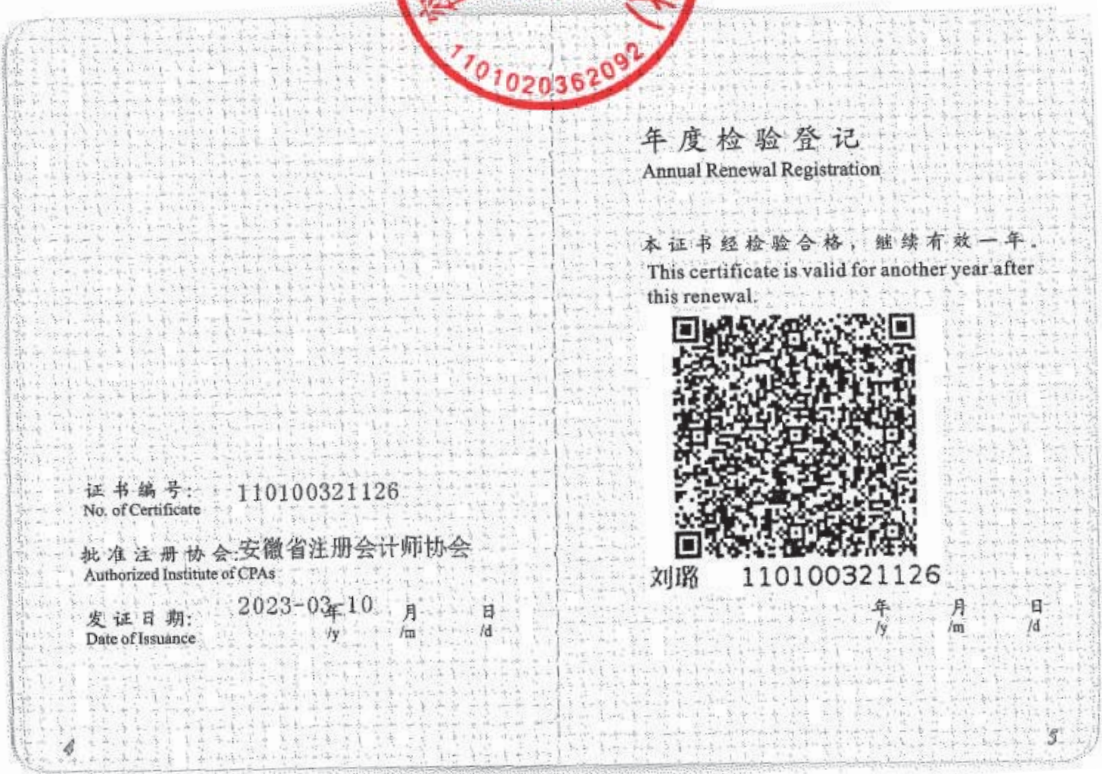 1101020362092
证书编号: 110100321126
No. of Certificate
批准注册协会:安徽省注册会计师协会
Authorized Institute of CPAs
发证日期: 2023-03-10 年 月 日
Date of Issuance /y /m /d
4
年度检验登记
Annual Renewal Registration
本证书经检验合格，继续有效一年。
This certificate is valid for another year after
this renewal.
刘璐 110100321126
年 月 日
/y /m /d
5